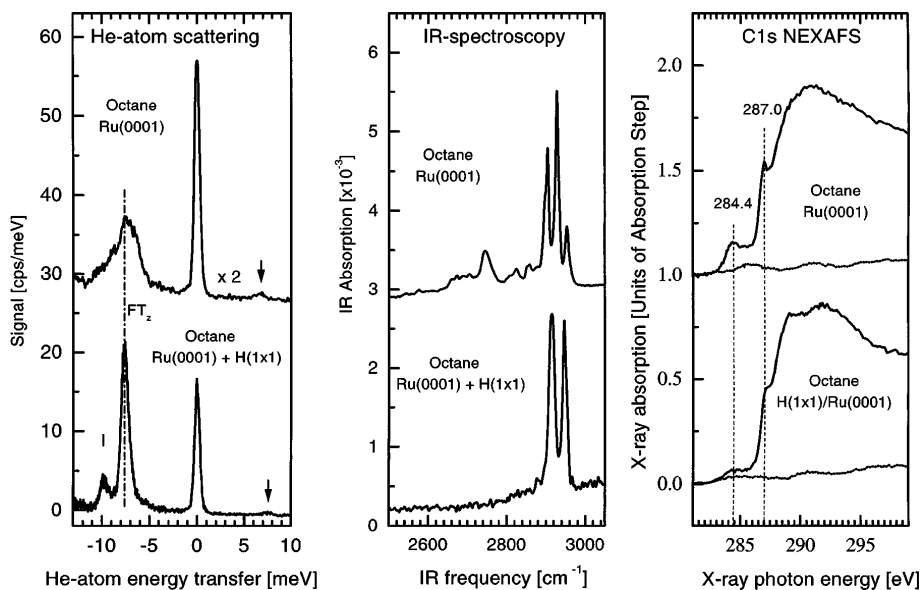 He-atom scattering
60
50
40
30
20
10
0
Signal [cps/meV]
Octane
Ru(0001)
x 2
FTz
Octane
Ru(0001) + H(1x1)
I
-10
-5
0
5
10
He-atom energy transfer [meV]
IR-spectroscopy
6
5
4
3
2
1
0
IR Absorption [x10-3]
Octane
Ru(0001)
Octane
Ru(0001) + H(1x1)
2600
2800
3000
IR frequency [cm-1]
C1s NEXAFS
2.0
1.5
1.0
0.5
0.0
X-ray absorption [Units of Absorption Step]
287.0
284.4
Octane
Ru(0001)
Octane
H(1x1)/Ru(0001)
285
290
295
X-ray photon energy [eV]